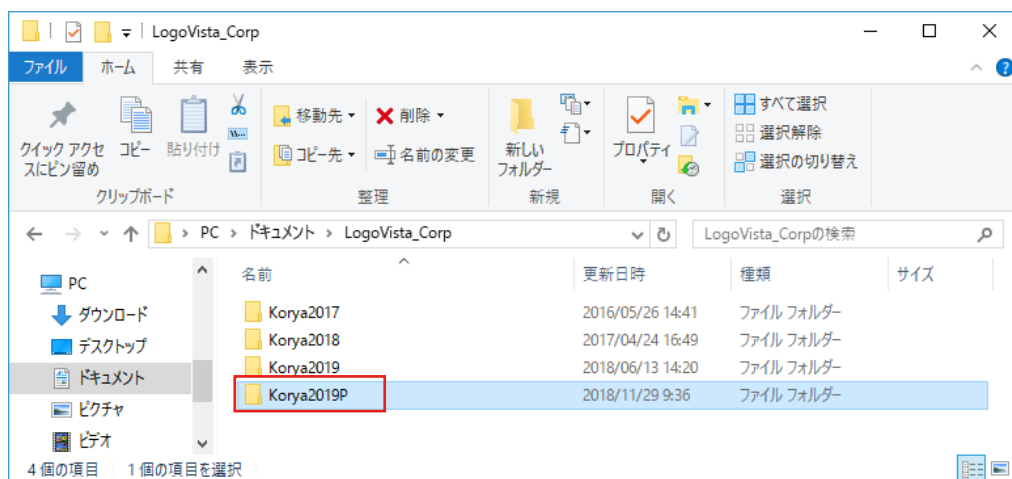 LogoVista_Corp
ファイル ホーム 共有 表示
クイック アクセ
スにピン留め
コピー
貼り付け
移動先
コピー先
削除
名前の変更
新しい
フォルダー
プロパティ
すべて選択
選択解除
選択の切り替え
クリップボード 整理 新規 開く 選択
PC › ドキュメント › LogoVista_Corp
LogoVista_Corpの検索
名前 更新日時 種類 サイズ
PC
ダウンロード
デスクトップ
ドキュメント
ピクチャ
ビデオ
Korya2017 2016/05/26 14:41 ファイル フォルダー
Korya2018 2017/04/24 16:49 ファイル フォルダー
Korya2019 2018/06/13 14:20 ファイル フォルダー
Korya2019P 2018/11/29 9:36 ファイル フォルダー
4 個の項目 1 個の項目を選択